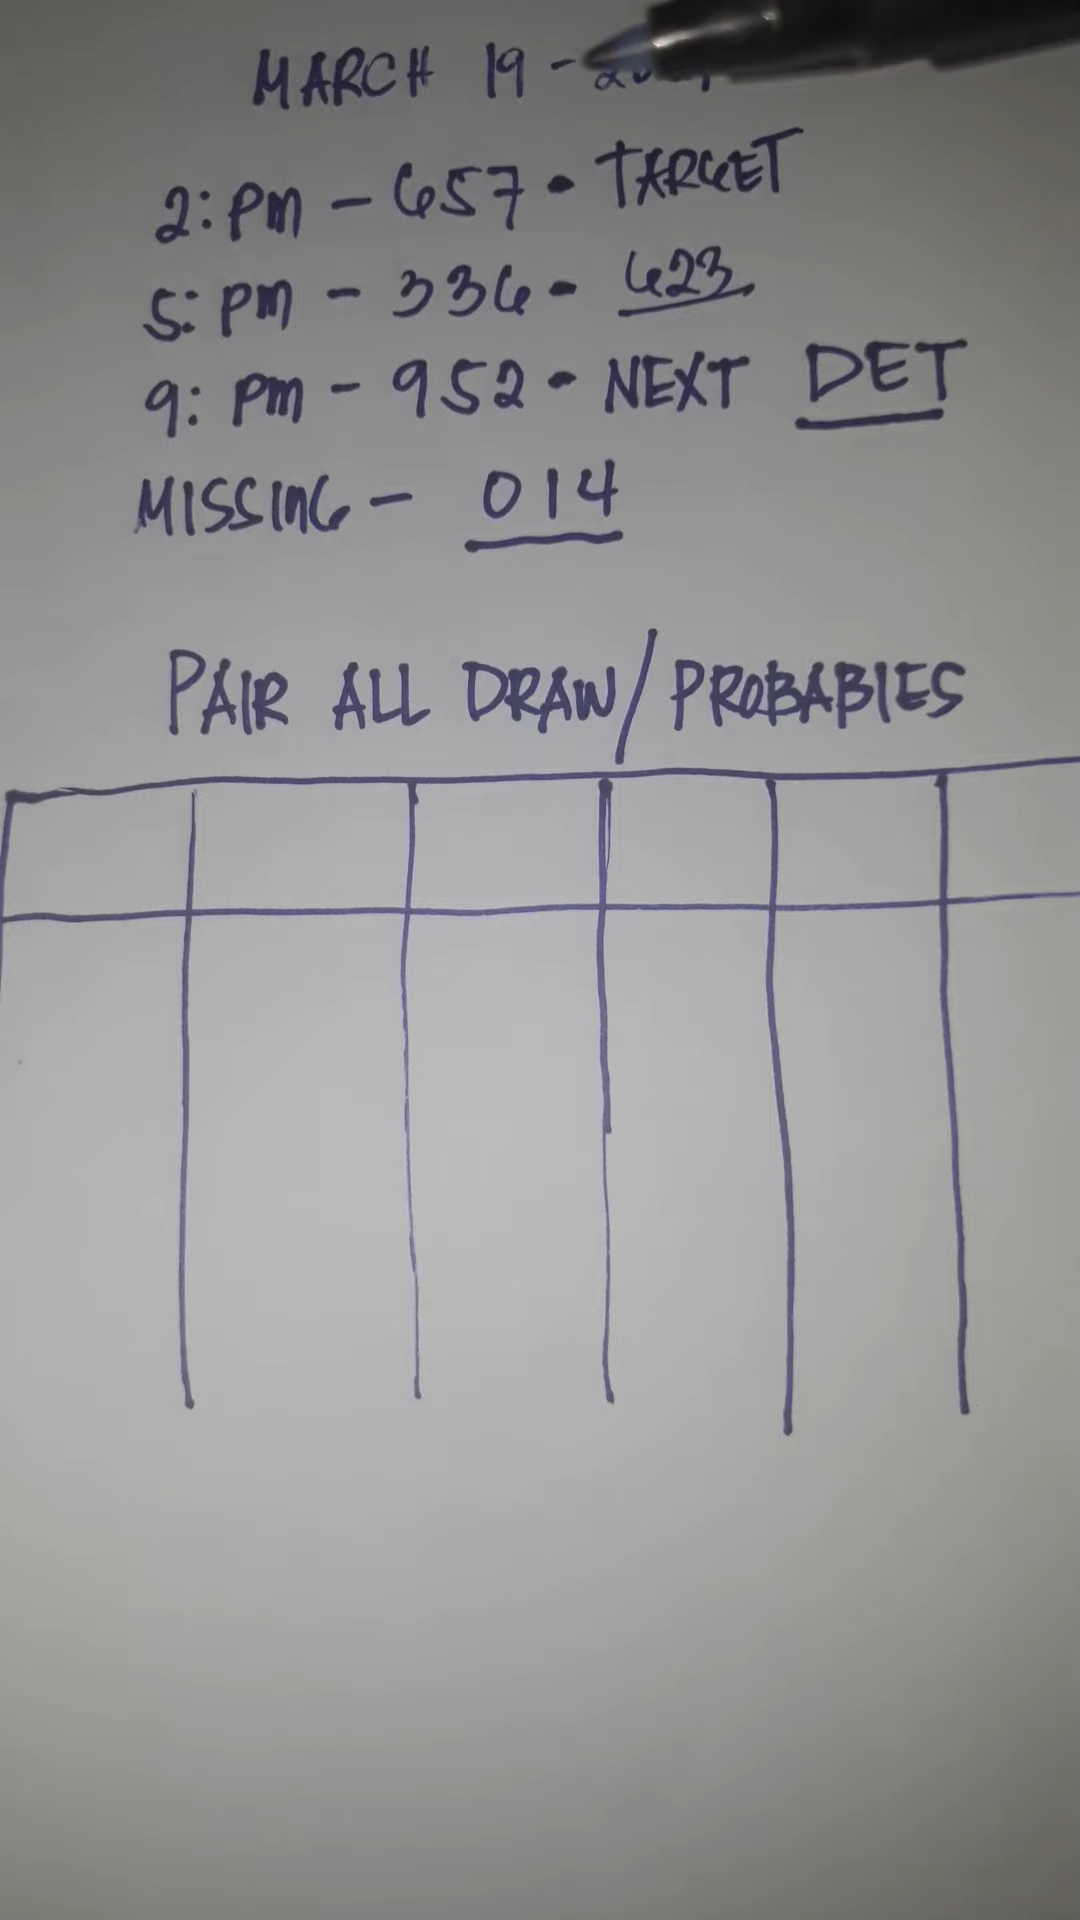 MARCH 19 -
2:PM - 657 • TARGET
5:PM - 336 - 623
9:PM - 952 - NEXT DET
MISSING - 014
PAIR ALL DRAW/PROBABIES